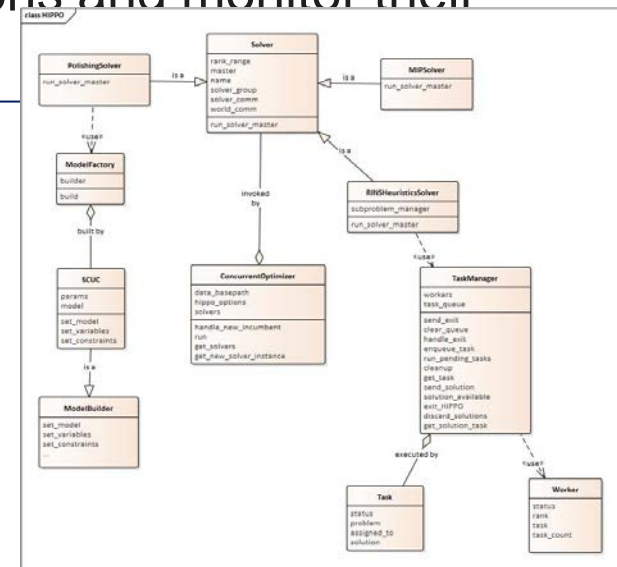 ons and monitor their
class HIPPO
PolishingSolver
run_solver_master
is a
Solver
rank_range
master
name
solver_group
solver_comm
world_comm
run_solver_master
is a
MIPSolver
run_solver_master
«use»
ModelFactory
builder
build
built by
invoked
by
is a
RINSHeuristicsSolver
subproblem_manager
run_solver_master
«use»
SCUC
params
model
set_model
set_variables
set_constraints
is a
ConcurrentOptimizer
data_basepath
hippo_options
solvers
handle_new_incumbent
run
get_solvers
get_new_solver_instance
TaskManager
workers
task_queue
send_exit
clear_queue
handle_exit
enqueue_task
run_pending_tasks
cleanup
get_task
send_solution
solution_available
exit_HIPPO
discard_solutions
get_solution_task
ModelBuilder
set_model
set_variables
set_constraints
...
executed by
«use»
Task
status
problem
assigned_to
solution
Worker
status
rank
task
task_count